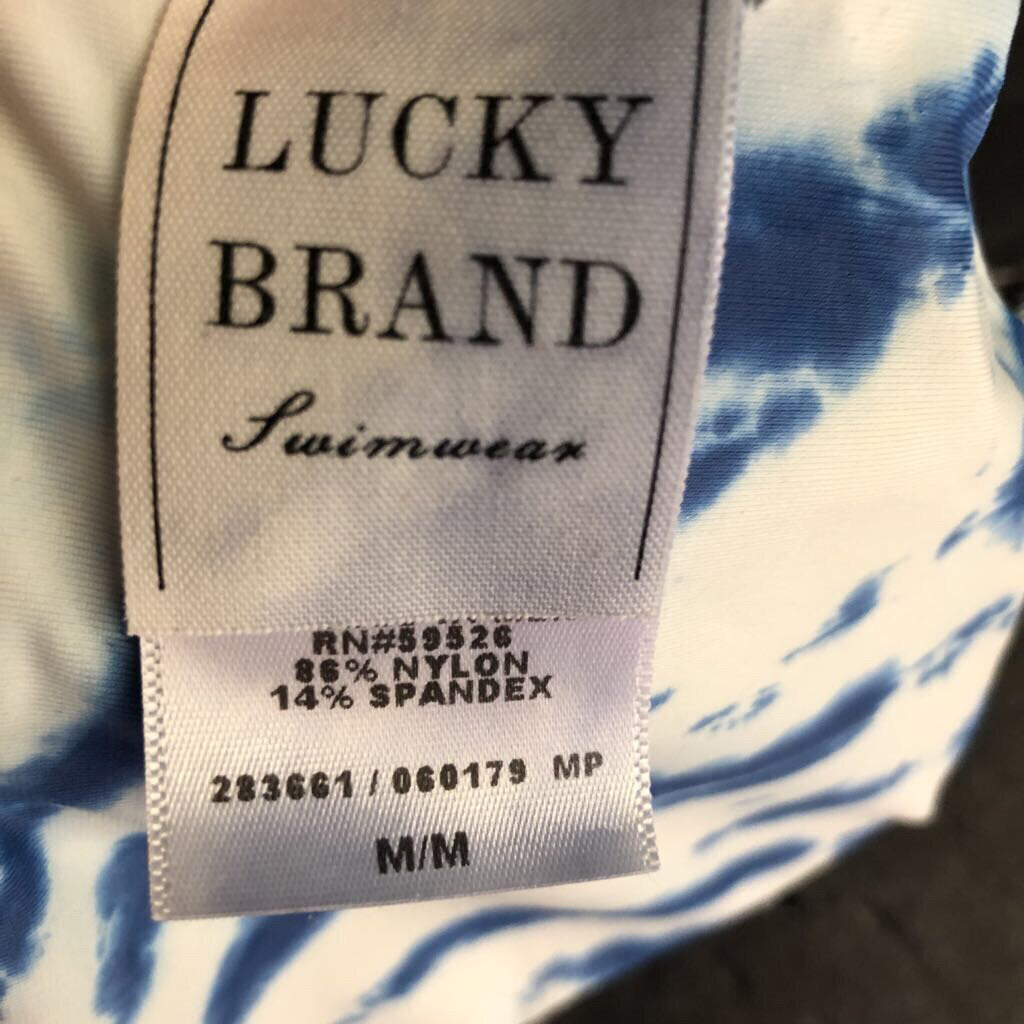 LUCKY
BRAND
Swimwear
RN#59526
86% NYLON
14% SPANDEX
283661 / 060179 MP
M/M